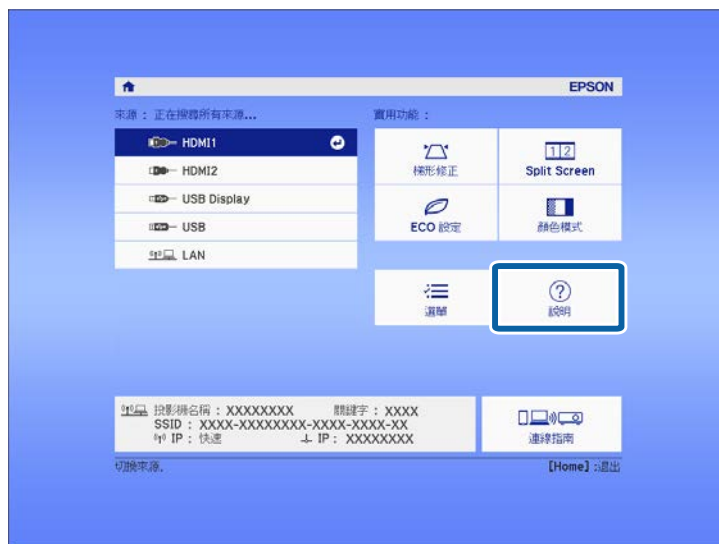 EPSON
來源 : 正在搜尋所有來源...
實用功能 :
HDMI1
HDMI2
USB Display
USB
LAN
梯形修正
1 2
Split Screen
ECO 設定
顏色模式
選單
?
說明
投影機名稱 : XXXXXXXX 關鍵字 : XXXX
SSID : XXXX-XXXXXXXX-XXXX-XXXX-XX
IP : 快速 IP : XXXXXXXX
連線指南
切換來源.
[Home] :退出